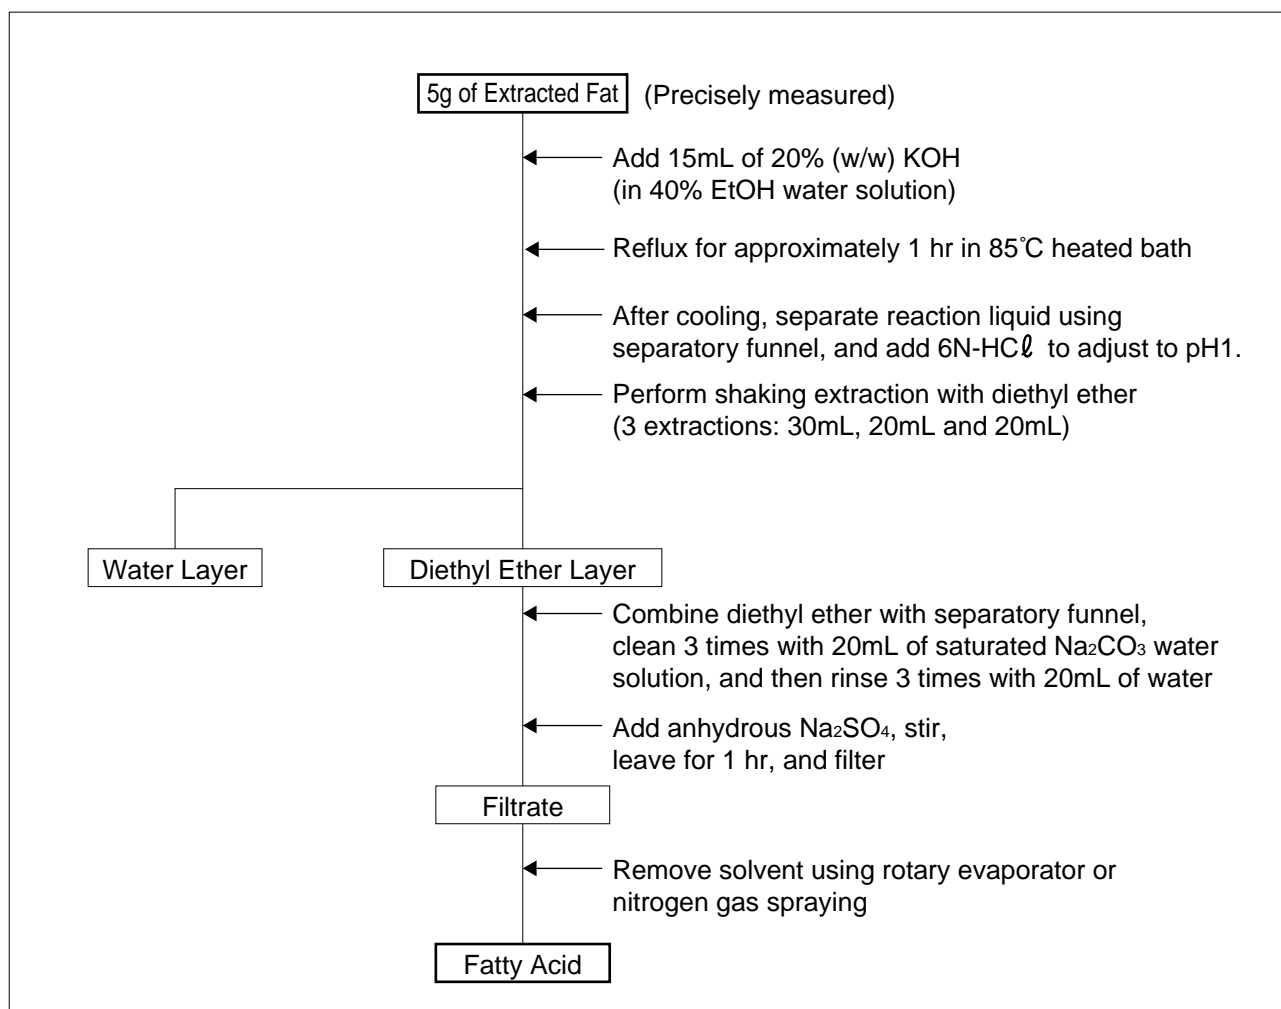 5g of Extracted Fat (Precisely measured)
Add 15mL of 20% (w/w) KOH
(in 40% EtOH water solution)
Reflux for approximately 1 hr in 85℃ heated bath
After cooling, separate reaction liquid using
separatory funnel, and add 6N-HCℓ to adjust to pH1.
Perform shaking extraction with diethyl ether
(3 extractions: 30mL, 20mL and 20mL)
Water Layer
Diethyl Ether Layer
Combine diethyl ether with separatory funnel,
clean 3 times with 20mL of saturated Na₂CO₃ water
solution, and then rinse 3 times with 20mL of water
Add anhydrous Na₂SO₄, stir,
leave for 1 hr, and filter
Filtrate
Remove solvent using rotary evaporator or
nitrogen gas spraying
Fatty Acid